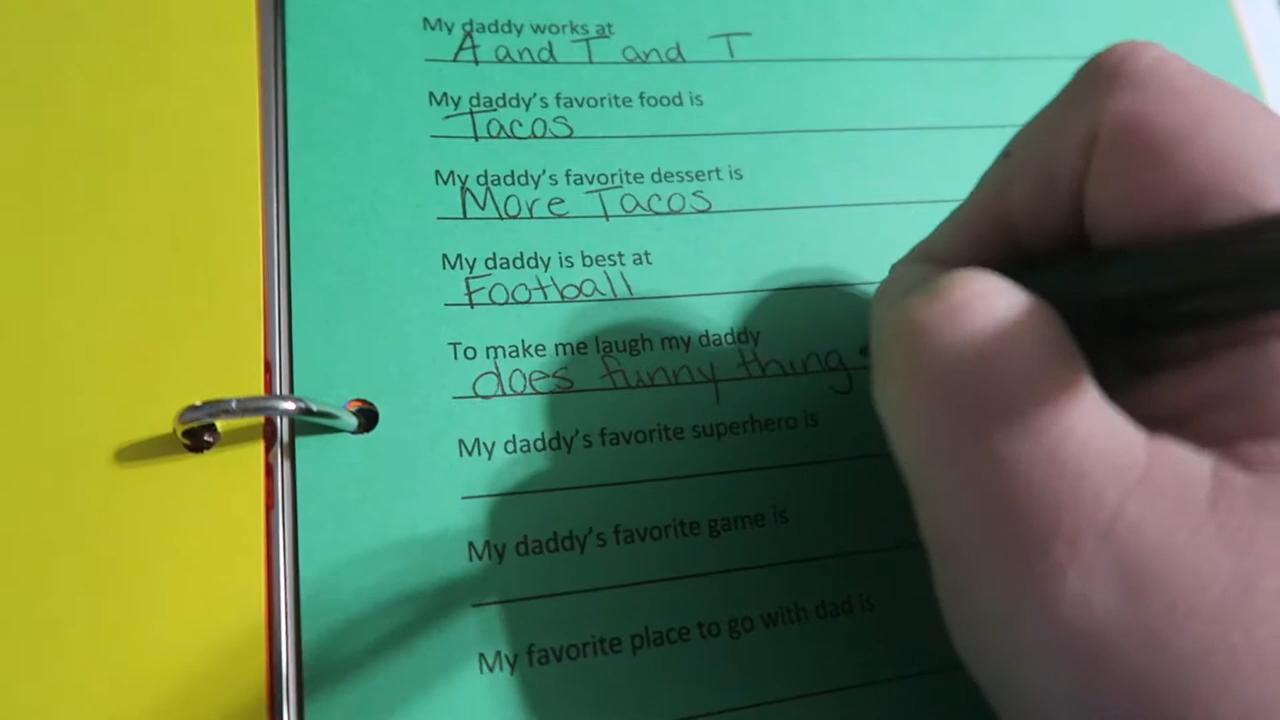 My daddy works at
A and T and T
My daddy's favorite food is
Tacos
My daddy's favorite dessert is
More Tacos
My daddy is best at
Football
To make me laugh my daddy
does funny thing
My daddy's favorite superhero is
My daddy's favorite game is
My favorite place to go with dad is